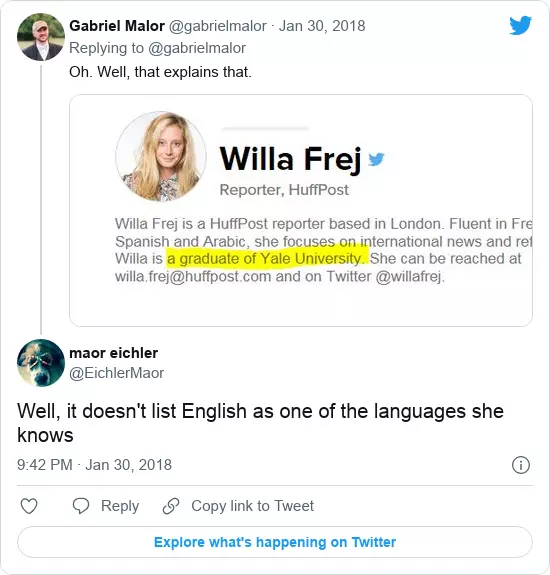 Gabriel Malor @gabrielmalor · Jan 30, 2018
Replying to @gabrielmalor
Oh. Well, that explains that.
Willa Frej
Reporter, HuffPost
Willa Frej is a HuffPost reporter based in London. Fluent in Fre
Spanish and Arabic, she focuses on international news and ref
Willa is a graduate of Yale University. She can be reached at
willa.frej@huffpost.com and on Twitter @willafrej.
maor eichler
@EichlerMaor
Well, it doesn't list English as one of the languages she
knows
9:42 PM · Jan 30, 2018
Reply Copy link to Tweet
Explore what's happening on Twitter